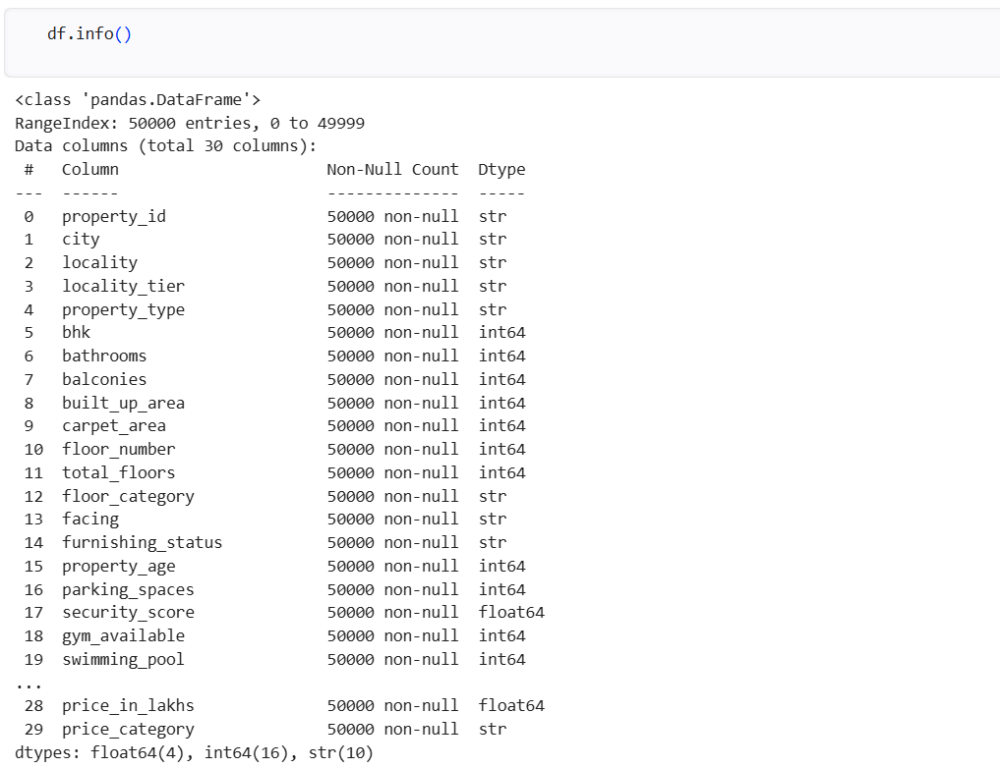 df.info()
<class 'pandas.DataFrame'>
RangeIndex: 50000 entries, 0 to 49999
Data columns (total 30 columns):
 #   Column                      Non-Null Count  Dtype
---  ------                      --------------  -----
 0   property_id                 50000 non-null  str
 1   city                        50000 non-null  str
 2   locality                    50000 non-null  str
 3   locality_tier               50000 non-null  str
 4   property_type               50000 non-null  str
 5   bhk                         50000 non-null  int64
 6   bathrooms                   50000 non-null  int64
 7   balconies                   50000 non-null  int64
 8   built_up_area               50000 non-null  int64
 9   carpet_area                 50000 non-null  int64
 10  floor_number                50000 non-null  int64
 11  total_floors                50000 non-null  int64
 12  floor_category              50000 non-null  str
 13  facing                      50000 non-null  str
 14  furnishing_status           50000 non-null  str
 15  property_age                50000 non-null  int64
 16  parking_spaces              50000 non-null  int64
 17  security_score              50000 non-null  float64
 18  gym_available               50000 non-null  int64
 19  swimming_pool               50000 non-null  int64
...
 28  price_in_lakhs              50000 non-null  float64
 29  price_category              50000 non-null  str
dtypes: float64(4), int64(16), str(10)